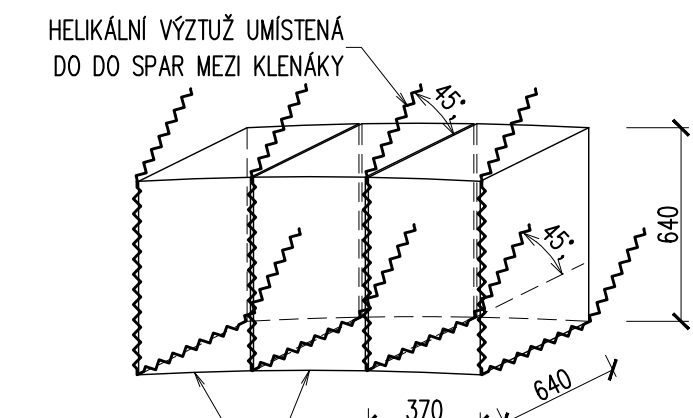 HELIKÁLNÍ VÝZTUŽ UMÍSTENÁ
DO DO SPAR MEZI KLENÁKY
45°
45°
640
640
370